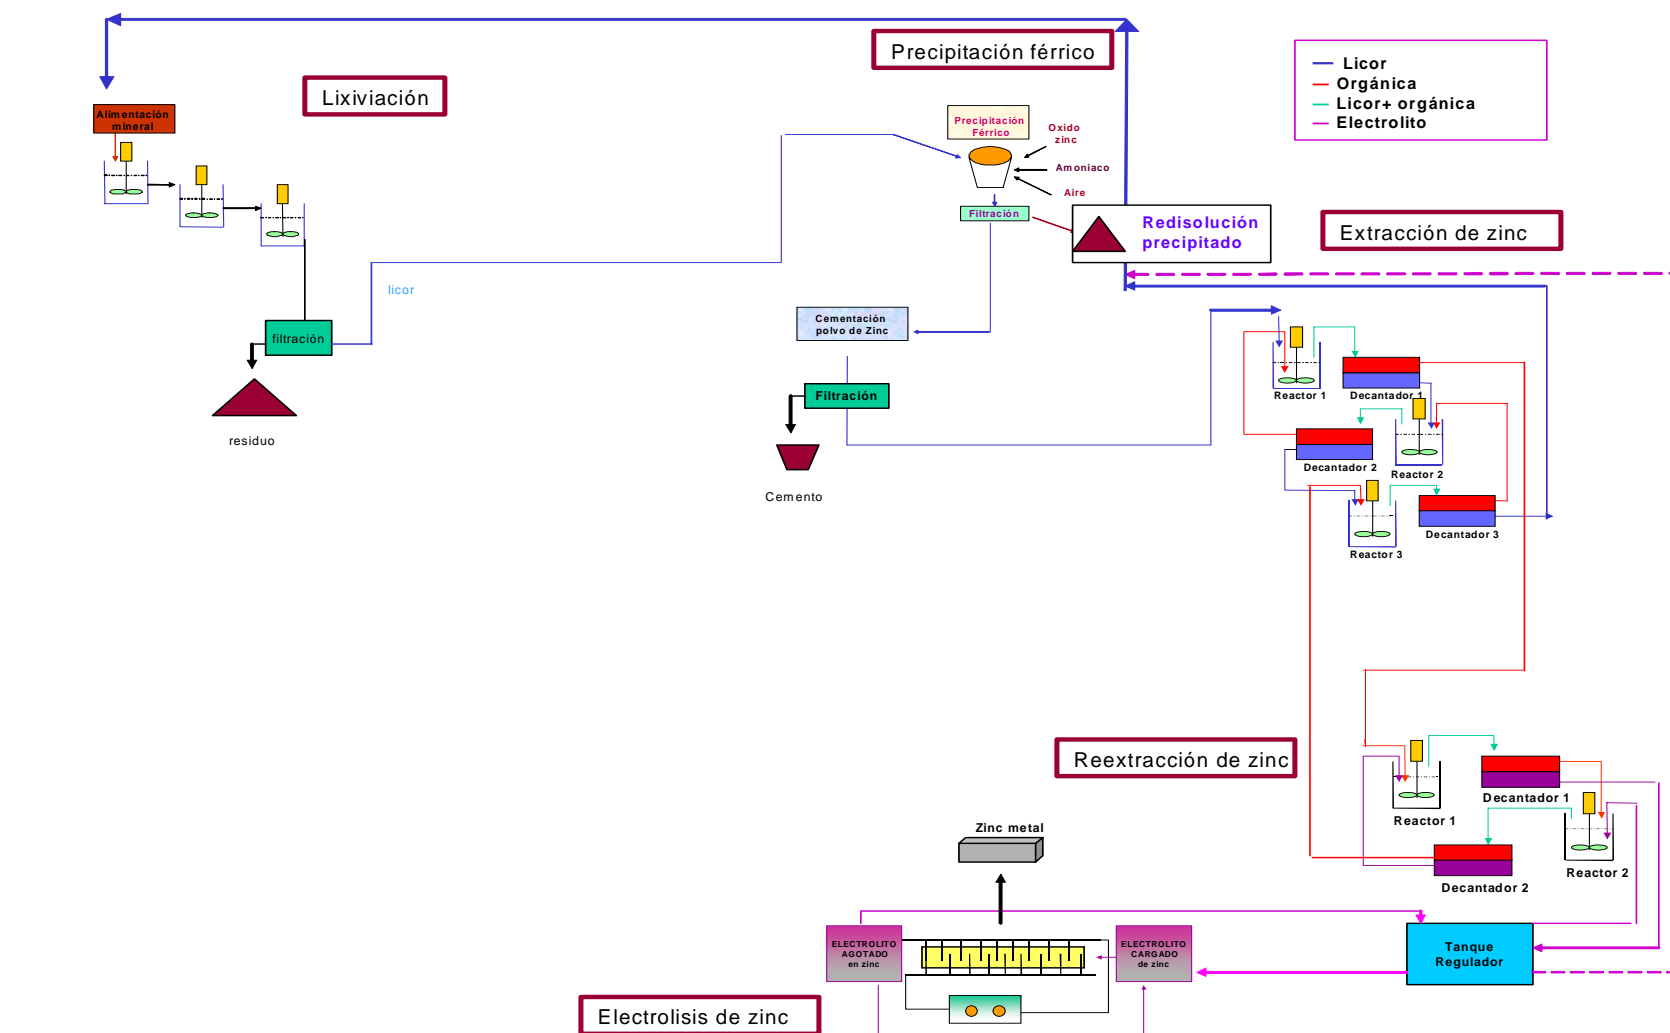 Precipitación férrico
Licor
Orgánica
Licor+ orgánica
Electrolito
Lixiviación
Alimentación
mineral
Precipitación
Férrico
Oxido
zinc
Amoniaco
Aire
Filtración
Redisolución
precipitado
Extracción de zinc
licor
filtración
residuo
Cementación
polvo de Zinc
Filtración
Cemento
Reactor 1
Decantador 1
Decantador 2
Reactor 2
Reactor 3
Decantador 3
Reextracción de zinc
Decantador 1
Reactor 1
Reactor 2
Decantador 2
Zinc metal
ELECTROLITO
AGOTADO
en zinc
ELECTROLITO
CARGADO
de zinc
Tanque
Regulador
Electrolisis de zinc